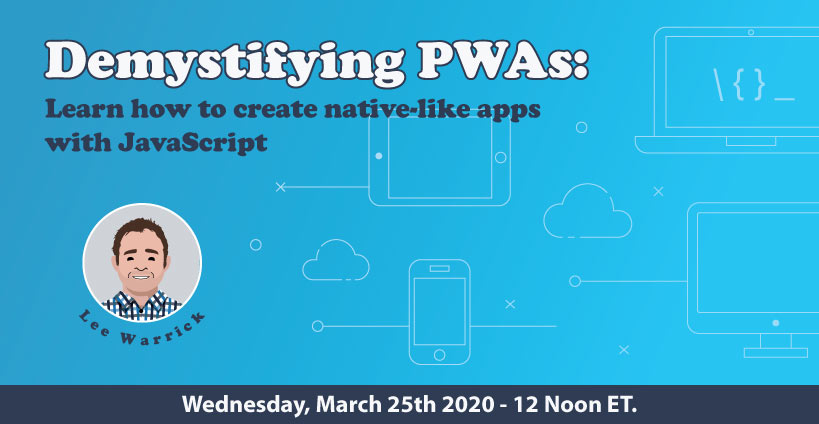 Demystifying PWAs:
Learn how to create native-like apps
with JavaScript
\ { } _
Lee Warrick
Wednesday, March 25th 2020 - 12 Noon ET.